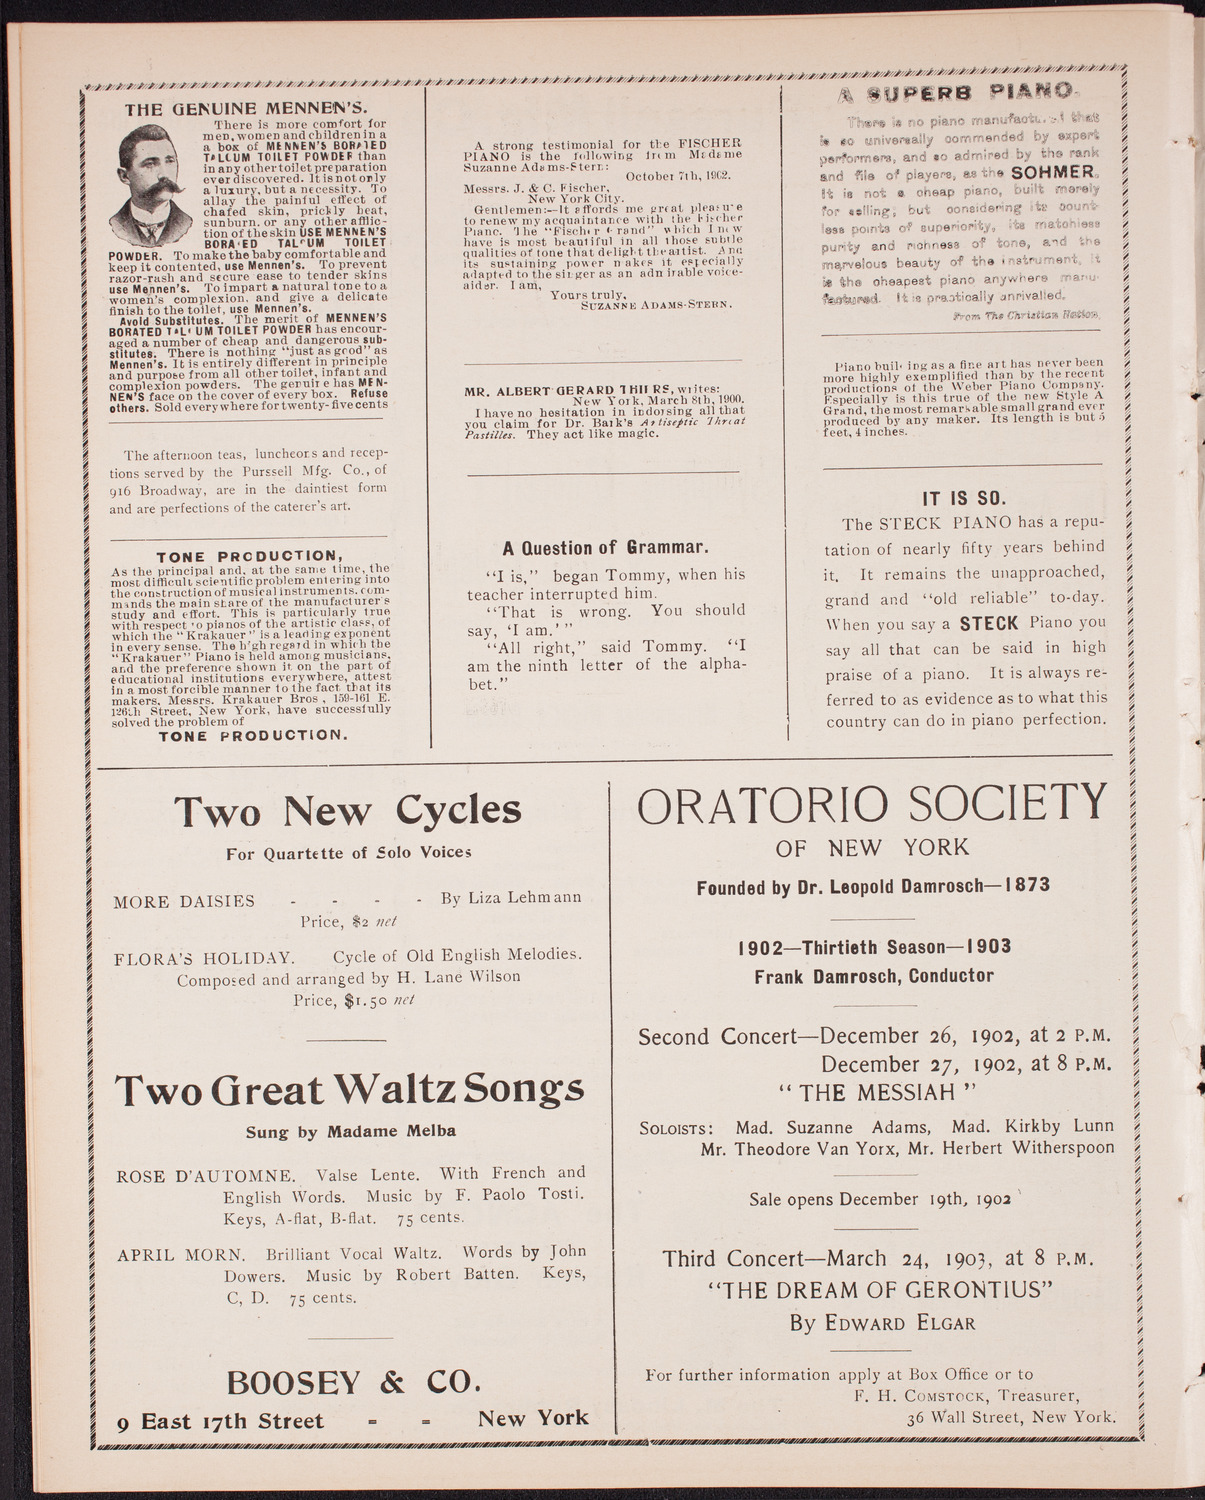 THE GENUINE MENNEN'S.
There is more comfort for
men, women and children in a
a box of MENNEN'S BORATED
TALCUM TOILET POWDER than
in any other toilet preparation
ever discovered. It is not only
a luxury, but a necessity. To
allay the painful effect of
chafed skin, prickly heat,
sunburn, or any other afflic-
tion of the skin USE MENNEN'S
BORATED TALCUM TOILET
POWDER. To make the baby comfortable and
keep it contented, use Mennen's. To prevent
razor-rash and secure ease to tender skins
use Mennen's. To impart a natural tone to a
women's complexion, and give a delicate
finish to the toilet, use Mennen's.
Avoid Substitutes. The merit of MENNEN'S
BORATED TALCUM TOILET POWDER has encour-
aged a number of cheap and dangerous sub-
stitutes. There is nothing "just as good" as
Mennen's. It is entirely different in principle
and purpose from all other toilet, infant and
complexion powders. The genuine has MEN-
NEN'S face on the cover of every box. Refuse
others. Sold everywhere for twenty-five cents
The afternoon teas, luncheons and recep-
tions served by the Purssell Mfg. Co., of
916 Broadway, are in the daintiest form
and are perfections of the caterer's art.
TONE PRODUCTION,
As the principal and, at the same time, the
most difficult scientific problem entering into
the construction of musical instruments, com-
mands the main share of the manufacturer's
study and effort. This is particularly true
with respect to pianos of the artistic class, of
which the "Krakauer" is a leading exponent
in every sense. The high regard in which the
"Krakauer" Piano is held among musicians,
and the preference shown it on the part of
educational institutions everywhere, attest
in a most forcible manner to the fact that its
makers, Messrs. Krakauer Bros., 159-161 E.
126th Street, New York, have successfully
solved the problem of
TONE PRODUCTION.
A strong testimonial for the FISCHER
PIANO is the following from Madame
Suzanne Adams-Stern:
October 7th, 1902.
Messrs. J. & C. Fischer,
New York City.
Gentlemen:—It affords me great pleasure
to renew my acquaintance with the Fischer
Piano. The "Fischer Grand" which I now
have is most beautiful in all those subtle
qualities of tone that delight the artist. And
its sustaining power makes it especially
adapted to the singer as an admirable voice-
aider. I am,
Yours truly,
SUZANNE ADAMS-STERN.
MR. ALBERT GERARD THIERS, writes:
New York, March 8th, 1900.
I have no hesitation in indorsing all that
you claim for Dr. Baik's Antiseptic Throat
Pastilles. They act like magic.
A Question of Grammar.
"I is," began Tommy, when his
teacher interrupted him.
"That is wrong. You should
say, 'I am.'"
"All right," said Tommy. "I
am the ninth letter of the alpha-
bet."
A SUPERB PIANO.
There is no piano manufactured that
is so universally commended by expert
performers, and so admired by the rank
and file of players, as the SOHMER.
It is not a cheap piano, built merely
for selling; but considering its count-
less points of superiority, its matchless
purity and richness of tone, and the
marvelous beauty of the instrument, it
is the cheapest piano anywhere manu-
factured. It is practically unrivalled.
From The Christian Nation.
Piano building as a fine art has never been
more highly exemplified than by the recent
productions of the Weber Piano Company.
Especially is this true of the new Style A
Grand, the most remarkable small grand ever
produced by any maker. Its length is but 5
feet, 4 inches.
IT IS SO.
The STECK PIANO has a repu-
tation of nearly fifty years behind
it. It remains the unapproached,
grand and "old reliable" to-day.
When you say a STECK Piano you
say all that can be said in high
praise of a piano. It is always re-
ferred to as evidence as to what this
country can do in piano perfection.
Two New Cycles
For Quartette of Solo Voices
MORE DAISIES - - - - By Liza Lehmann
Price, $2 net
FLORA'S HOLIDAY. Cycle of Old English Melodies.
Composed and arranged by H. Lane Wilson
Price, $1.50 net
Two Great Waltz Songs
Sung by Madame Melba
ROSE D'AUTOMNE. Valse Lente. With French and
English Words. Music by F. Paolo Tosti.
Keys, A-flat, B-flat. 75 cents.
APRIL MORN. Brilliant Vocal Waltz. Words by John
Dowers. Music by Robert Batten. Keys,
C, D. 75 cents.
BOOSEY & CO.
9 East 17th Street - - New York
ORATORIO SOCIETY
OF NEW YORK
Founded by Dr. Leopold Damrosch—1873
1902—Thirtieth Season—1903
Frank Damrosch, Conductor
Second Concert—December 26, 1902, at 2 P.M.
December 27, 1902, at 8 P.M.
"THE MESSIAH"
SOLOISTS: Mad. Suzanne Adams, Mad. Kirkby Lunn
Mr. Theodore Van Yorx, Mr. Herbert Witherspoon
Sale opens December 19th, 1902
Third Concert—March 24, 1903, at 8 P.M.
"THE DREAM OF GERONTIUS"
By EDWARD ELGAR
For further information apply at Box Office or to
F. H. COMSTOCK, Treasurer,
36 Wall Street, New York.